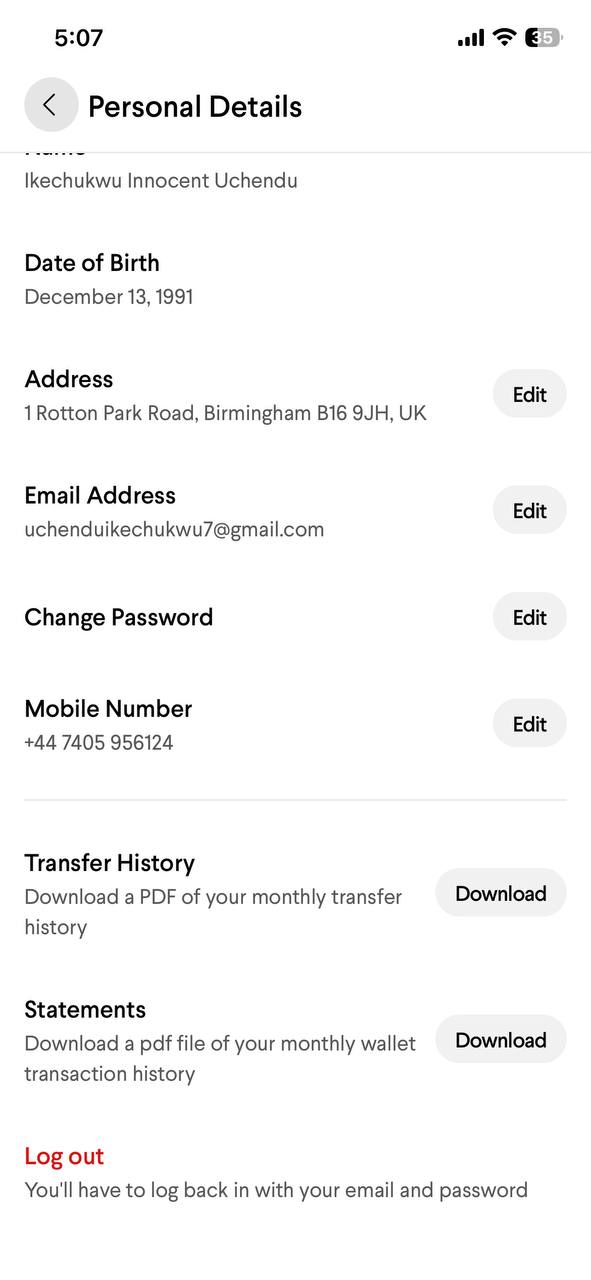 5:07
35
Personal Details
Name
Ikechukwu Innocent Uchendu
Date of Birth
December 13, 1991
Address
Edit
1 Rotton Park Road, Birmingham B16 9JH, UK
Email Address
Edit
uchenduikechukwu7@gmail.com
Change Password
Edit
Mobile Number
Edit
+44 7405 956124
Transfer History
Download a PDF of your monthly transfer
history
Download
Statements
Download a pdf file of your monthly wallet
transaction history
Download
Log out
You'll have to log back in with your email and password